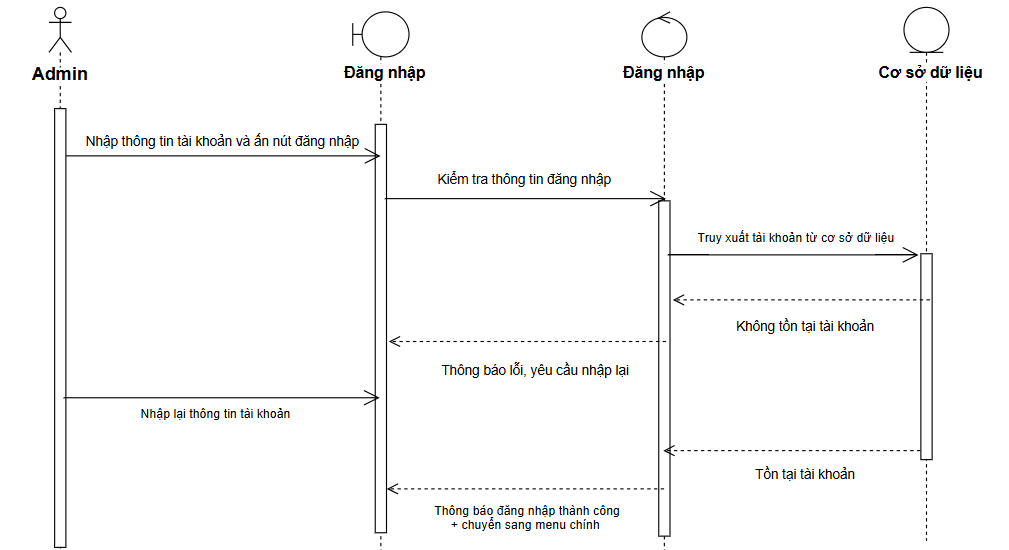 Admin
Đăng nhập
Đăng nhập
Cơ sở dữ liệu
Nhập thông tin tài khoản và ấn nút đăng nhập
Kiểm tra thông tin đăng nhập
Truy xuất tải khoản từ cơ sở dữ liệu
Không tồn tại tài khoản
Thông báo lỗi, yêu cầu nhập lại
Nhập lại thông tin tài khoản
Tồn tại tài khoản
Thông báo đăng nhập thành công
+ chuyển sang menu chính